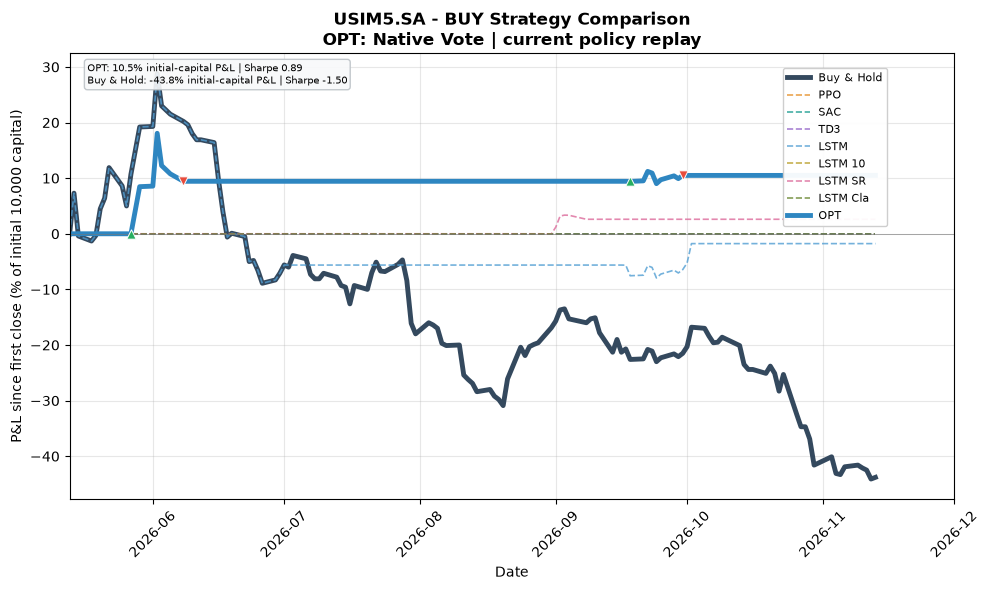 USIM5.SA - BUY Strategy Comparison
OPT: Native Vote | current policy replay
OPT: 10.5% initial-capital P&L | Sharpe 0.89
Buy & Hold: -43.8% initial-capital P&L | Sharpe -1.50
Buy & Hold
PPO
SAC
TD3
LSTM
LSTM 10
LSTM SR
LSTM Cla
OPT
P&L since first close (% of initial 10,000 capital)
30
20
10
0
−10
−20
−30
−40
2026-06
2026-07
2026-08
2026-09
2026-10
2026-11
2026-12
Date